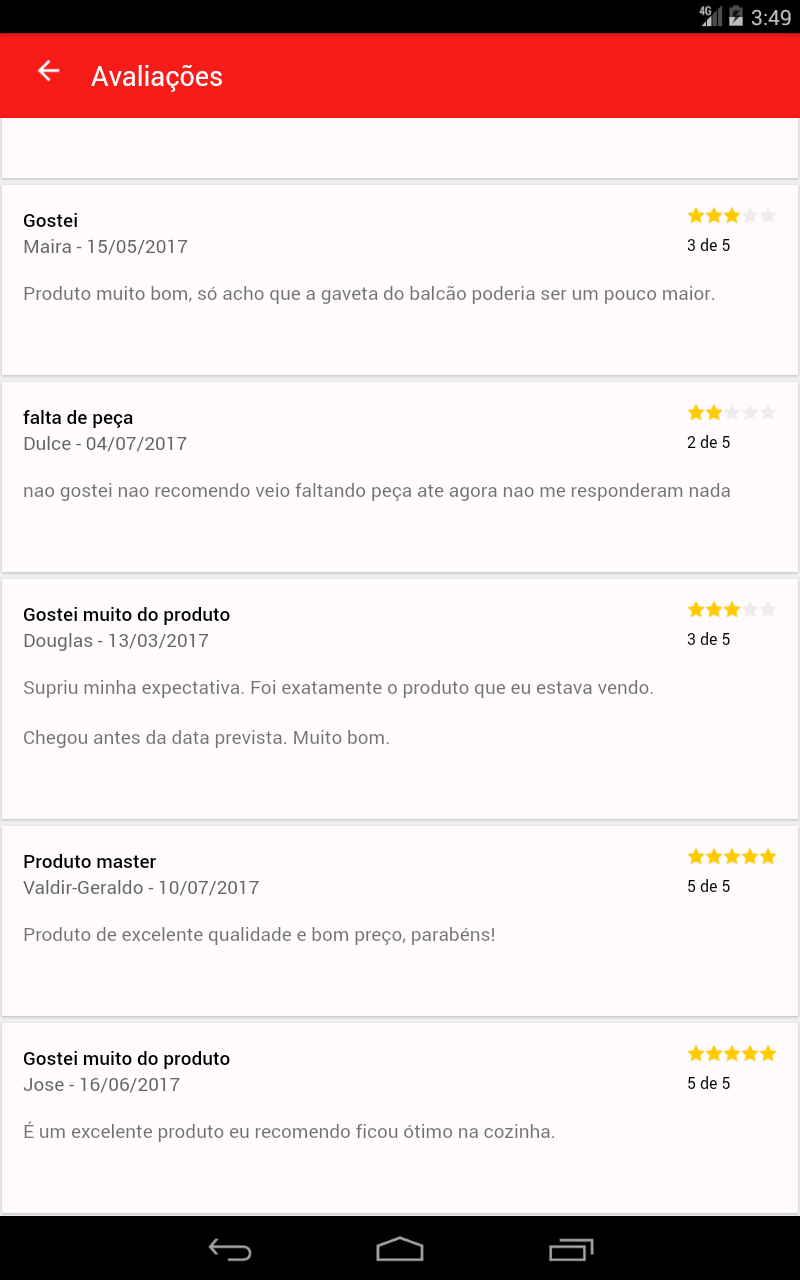 4G 3:49
Avaliações
Gostei
Maira - 15/05/2017
3 de 5
Produto muito bom, só acho que a gaveta do balcão poderia ser um pouco maior.
falta de peça
Dulce - 04/07/2017
2 de 5
nao gostei nao recomendo veio faltando peça ate agora nao me responderam nada
Gostei muito do produto
Douglas - 13/03/2017
3 de 5
Supriu minha expectativa. Foi exatamente o produto que eu estava vendo.
Chegou antes da data prevista. Muito bom.
Produto master
Valdir-Geraldo - 10/07/2017
5 de 5
Produto de excelente qualidade e bom preço, parabéns!
Gostei muito do produto
Jose - 16/06/2017
5 de 5
É um excelente produto eu recomendo ficou ótimo na cozinha.